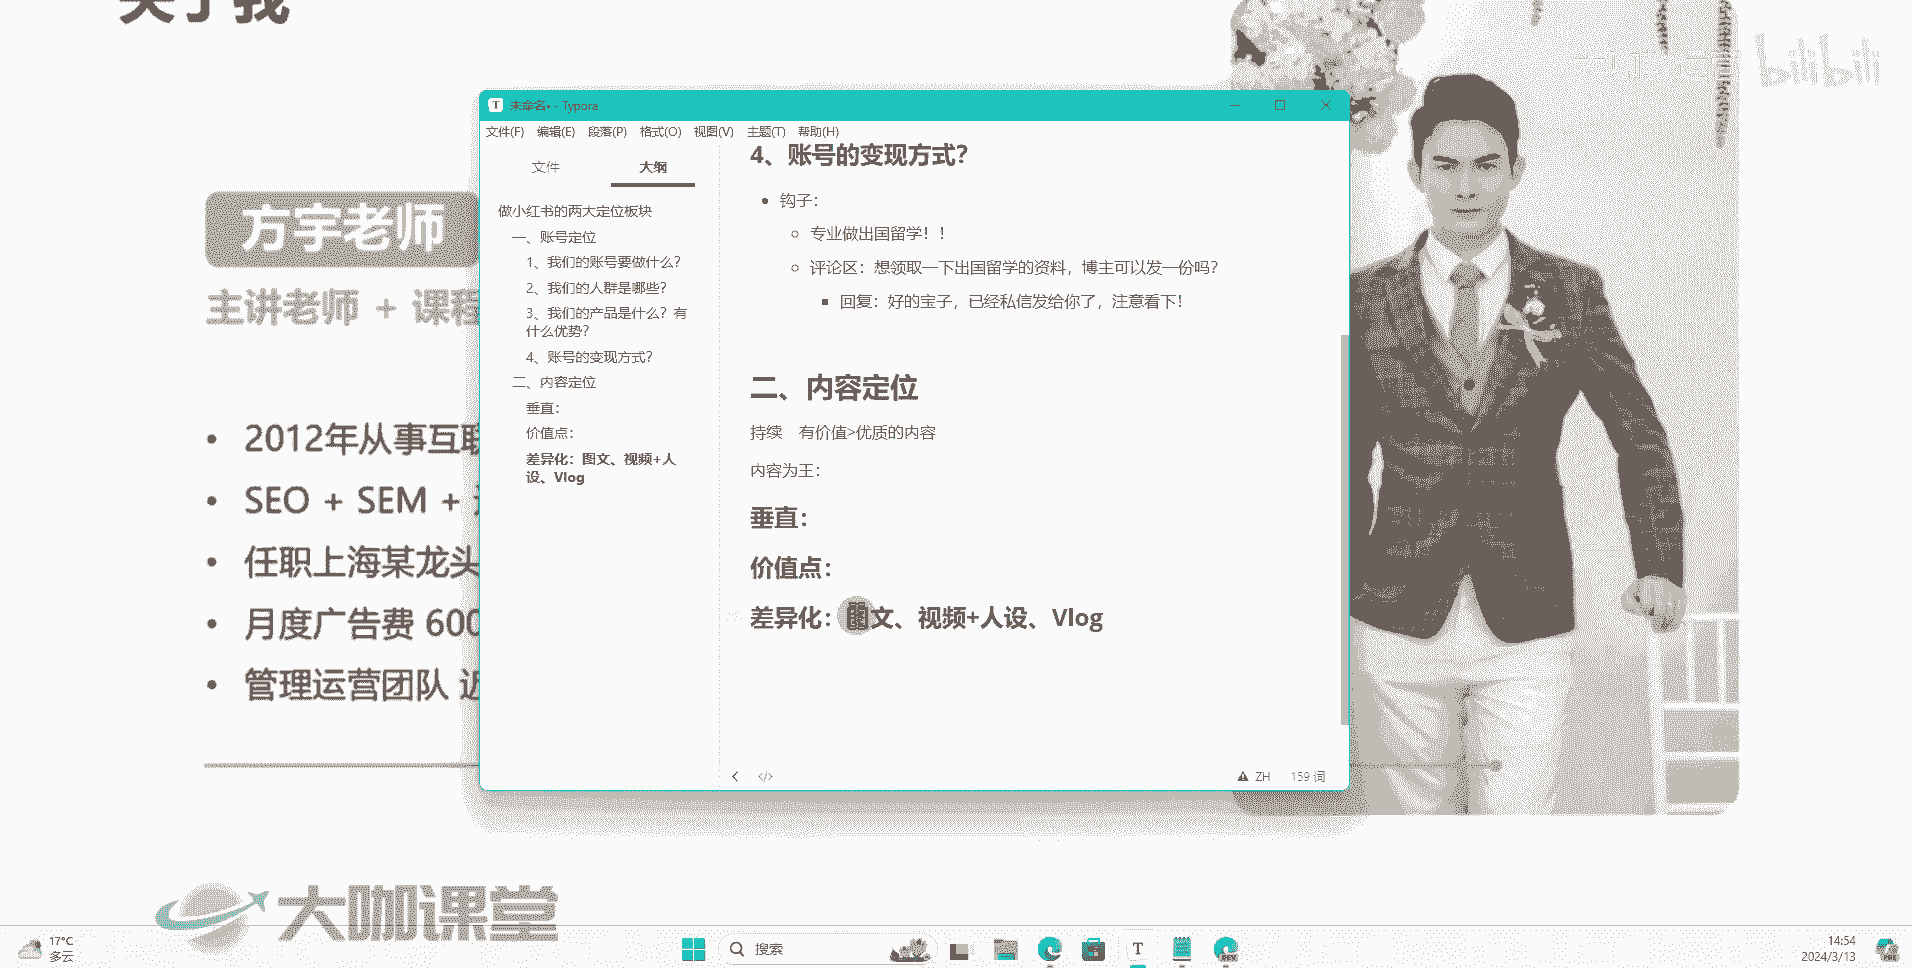 关于我
bilibili
方宇老师
主讲老师 + 课程
2012年从事互联
SEO + SEM +
任职上海某龙头
月度广告费 600
管理运营团队 近
大咖课堂
未命名• - Typora
文件(F) 编辑(E) 段落(P) 格式(O) 视图(V) 主题(T) 帮助(H)
文件 大纲
做小红书的两大定位板块
一、账号定位
1、我们的账号要做什么?
2、我们的人群是哪些?
3、我们的产品是什么? 有
什么优势?
4、账号的变现方式?
二、内容定位
垂直:
价值点:
差异化: 图文、视频+人
设、Vlog
4、账号的变现方式?
钩子:
专业做出国留学! !
评论区: 想领取一下出国留学的资料, 博主可以发一份吗?
回复: 好的宝子, 已经私信发给你了, 注意看下!
二、内容定位
持续 有价值>优质的内容
内容为王:
垂直:
价值点:
差异化: 图文、视频+人设、Vlog
ZH 159 词
17°C
多云
搜索
T
DEV
14:54
2024/3/13
PRE